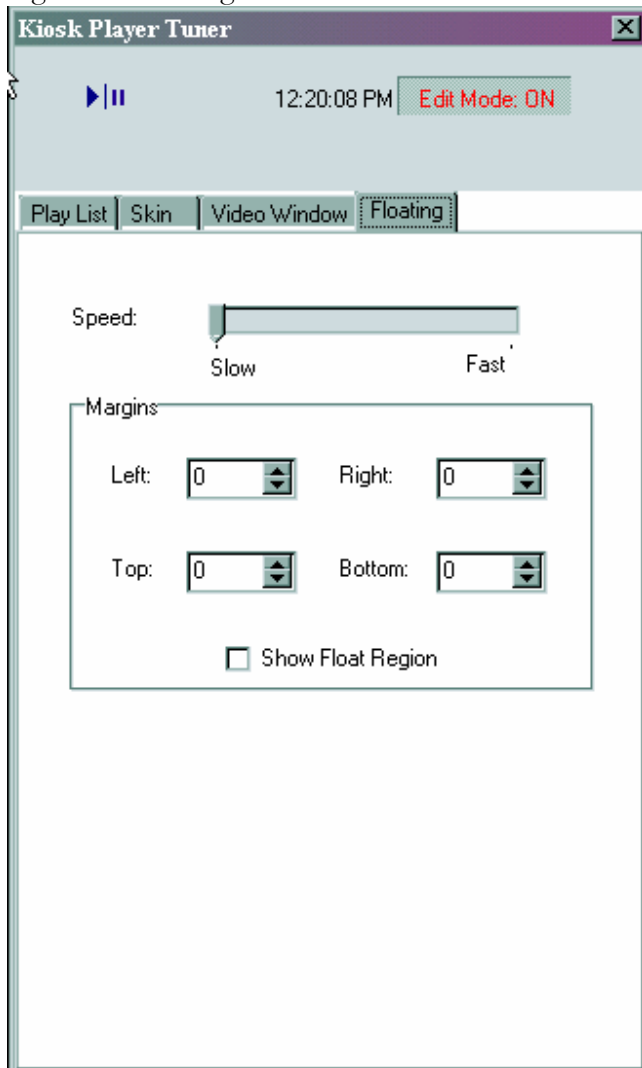 Kiosk Player Tuner
12:20:08 PM Edit Mode: ON
Play List Skin Video Window Floating
Speed:
Slow Fast
Margins
Left: 0 Right: 0
Top: 0 Bottom: 0
Show Float Region